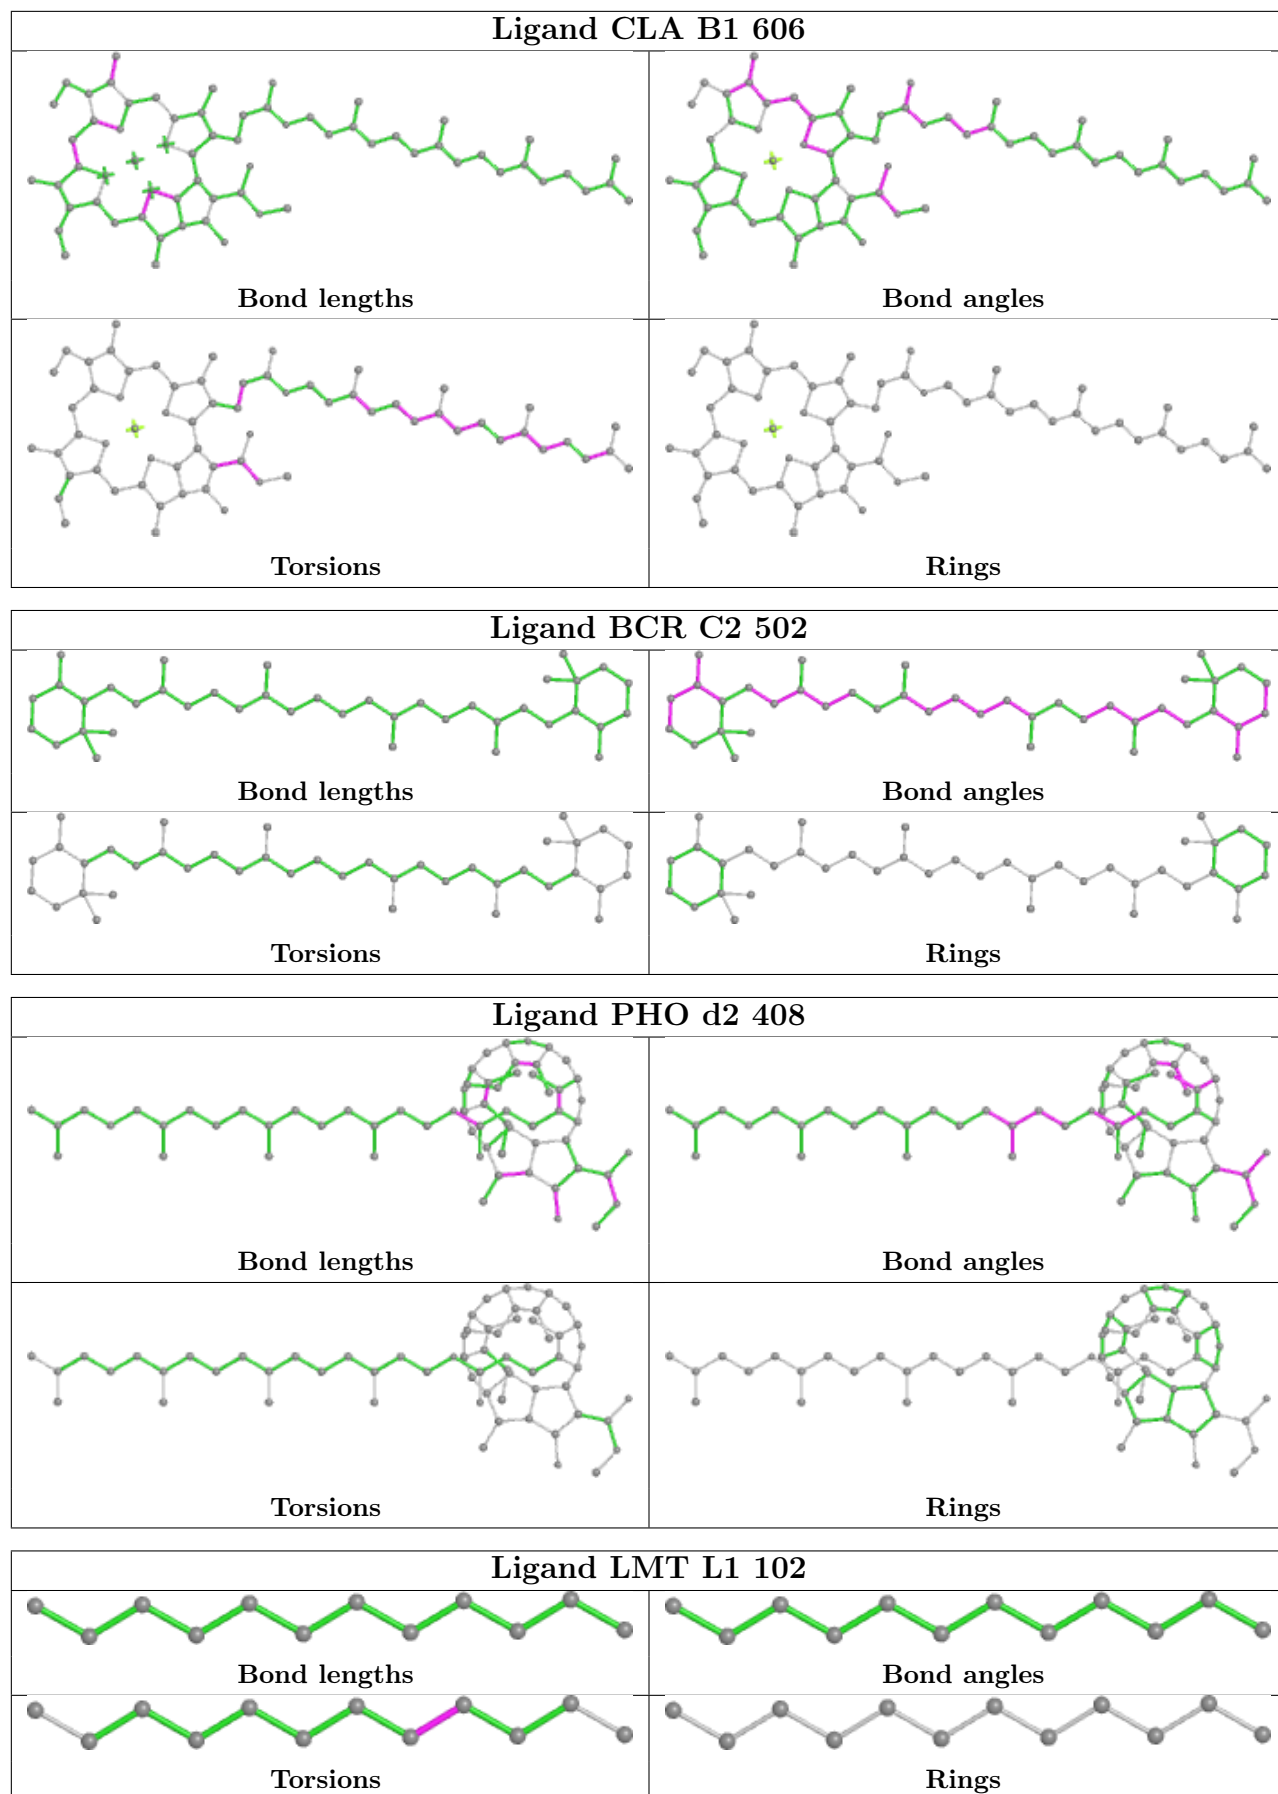 Ligand CLA B1 606
Bond lengths
Bond angles
Torsions
Rings
Ligand BCR C2 502
Bond lengths
Bond angles
Torsions
Rings
Ligand PHO d2 408
Bond lengths
Bond angles
Torsions
Rings
Ligand LMT L1 102
Bond lengths
Bond angles
Torsions
Rings